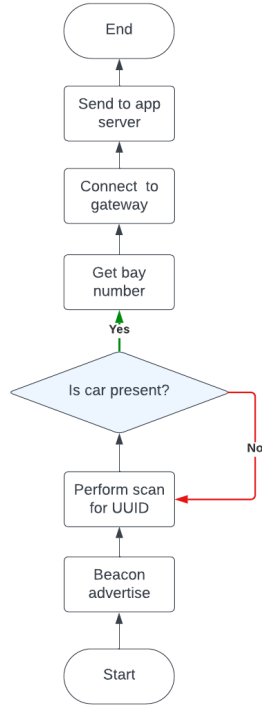 End
Send to app
server
Connect to
gateway
Get bay
number
Yes
Is car present?
No
Perform scan
for UUID
Beacon
advertise
Start